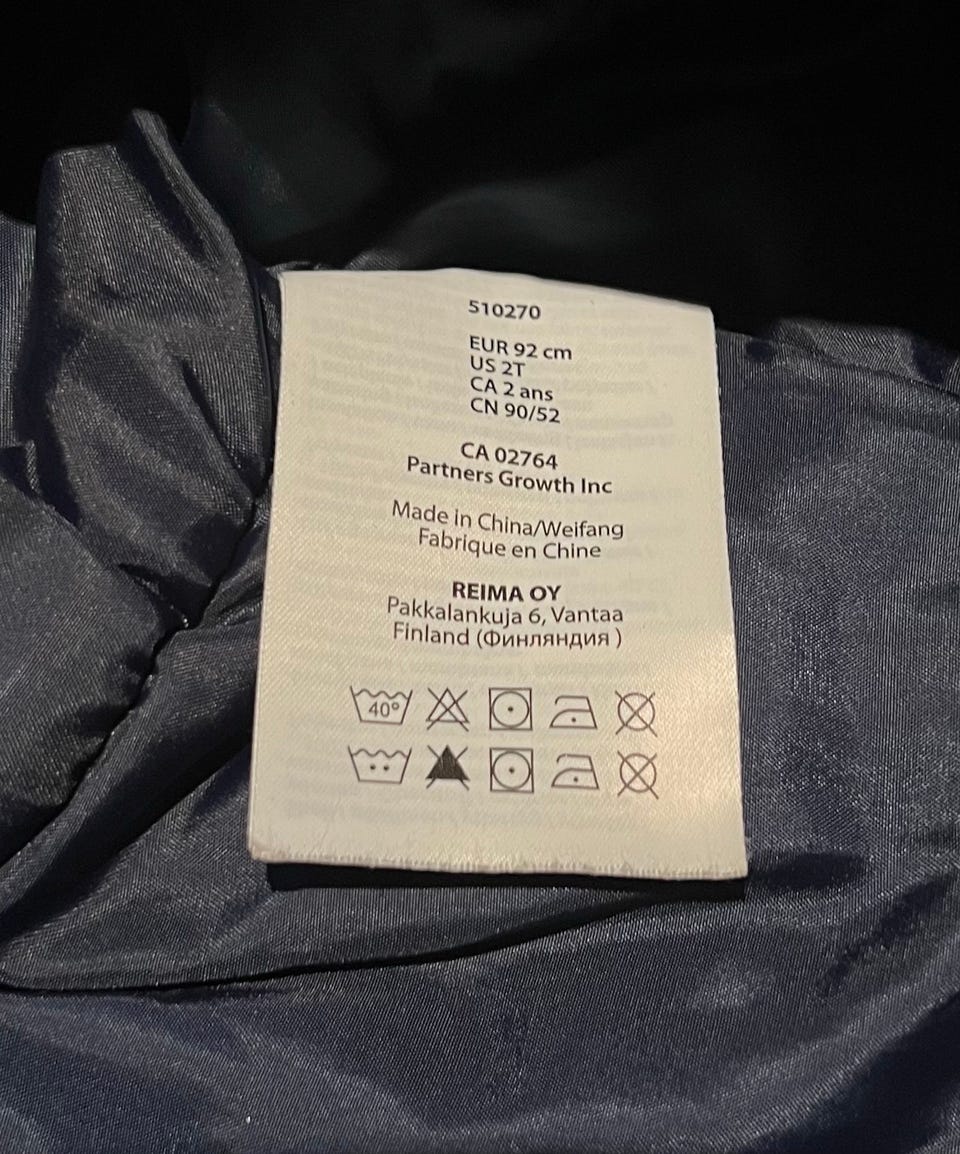 510270
EUR 92 cm
US 2T
CA 2 ans
CN 90/52
CA 02764
Partners Growth Inc
Made in China/Weifang
Fabrique en Chine
REIMA OY
Pakkalankuja 6, Vantaa
Finland (Финляндия )
40°